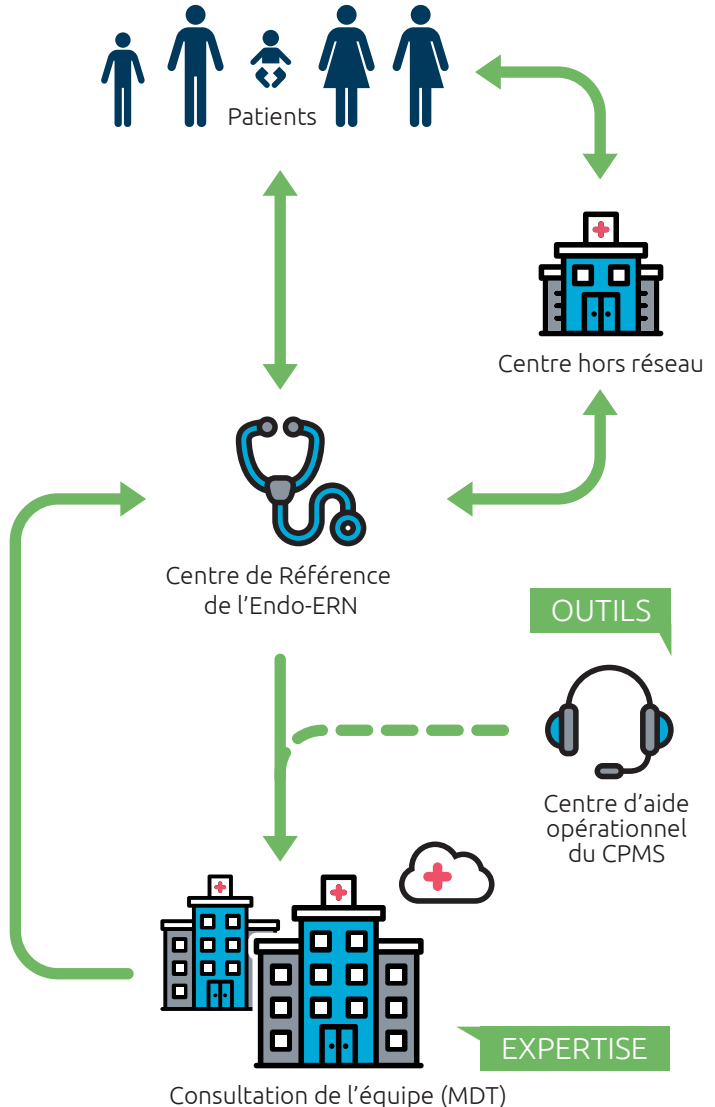 Patients
Centre hors réseau
Centre de Référence
de l'Endo-ERN
OUTILS
Centre d'aide
opérationnel
du CPMS
EXPERTISE
Consultation de l'équipe (MDT)